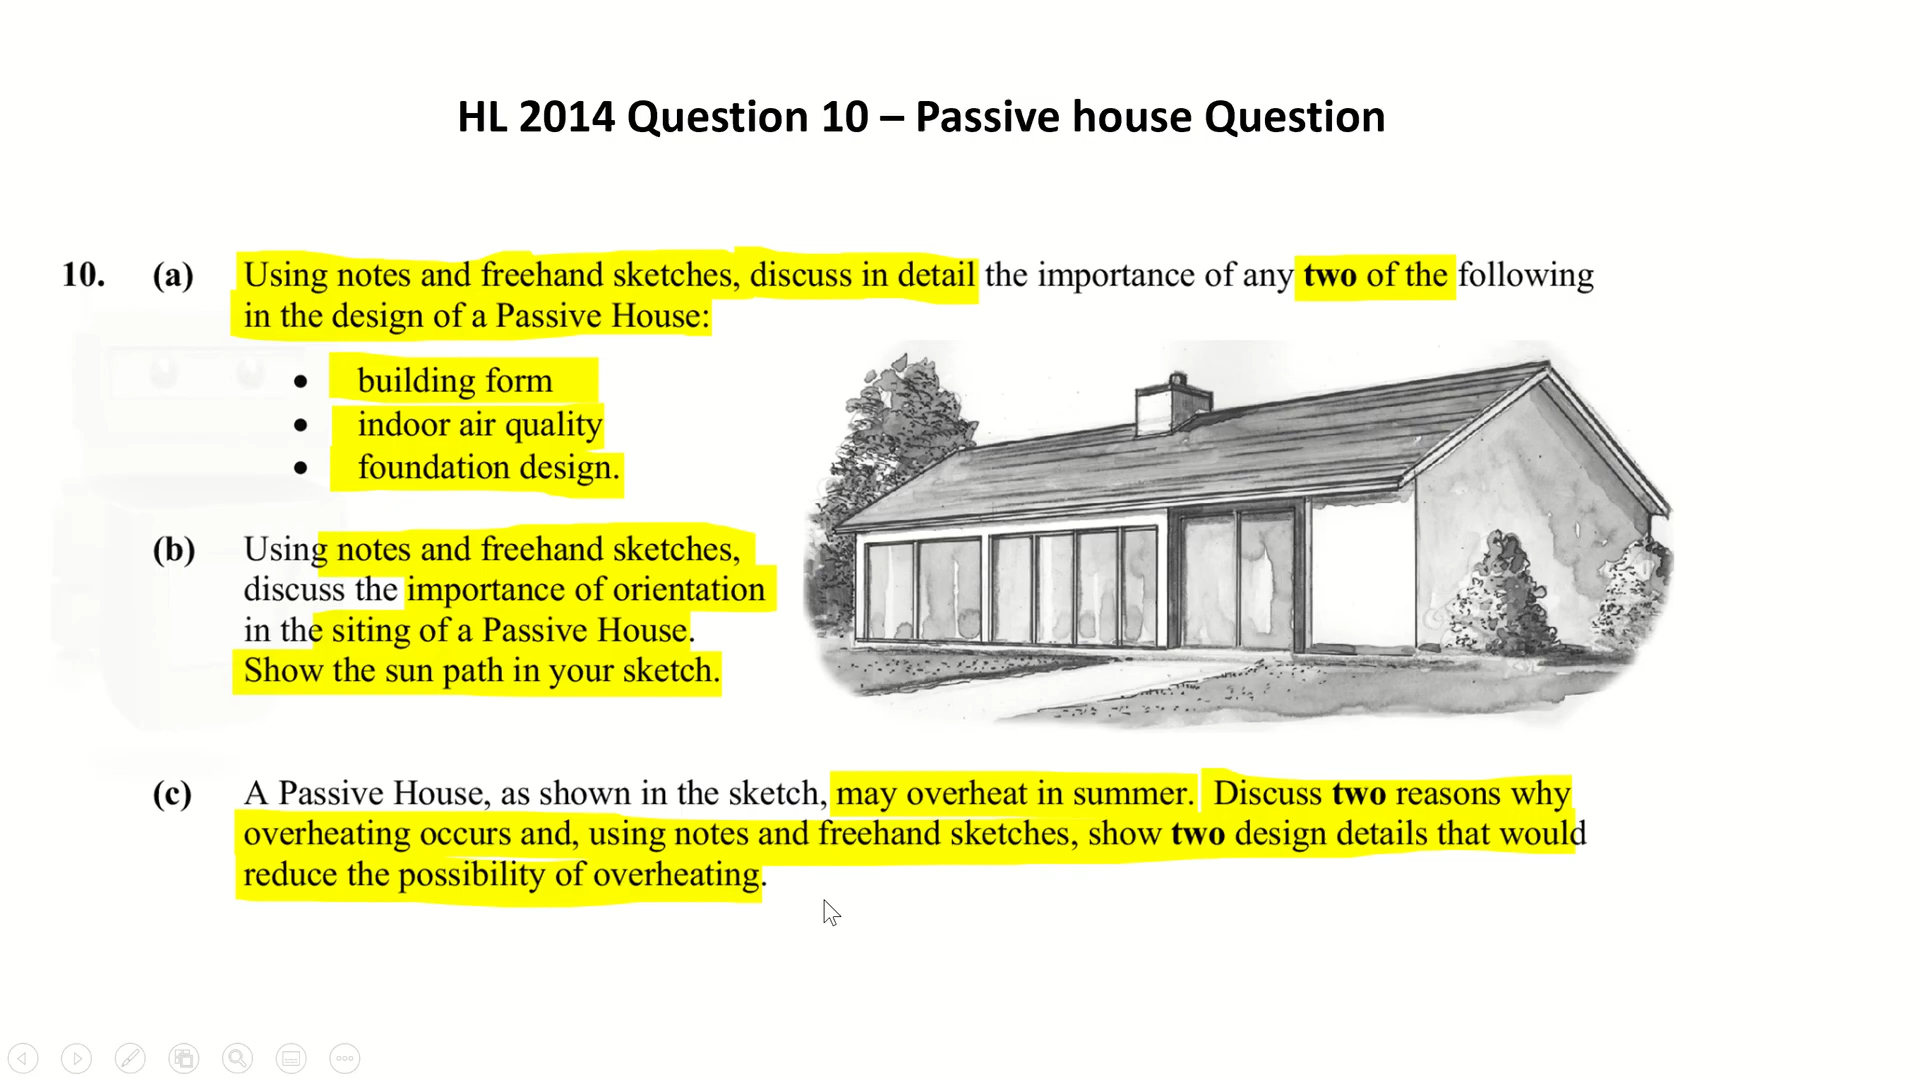 HL 2014 Question 10 – Passive house Question
10. (a) Using notes and freehand sketches, discuss in detail the importance of any two of the following
in the design of a Passive House:
• building form
• indoor air quality
• foundation design.
(b) Using notes and freehand sketches,
discuss the importance of orientation
in the siting of a Passive House.
Show the sun path in your sketch.
(c) A Passive House, as shown in the sketch, may overheat in summer. Discuss two reasons why
overheating occurs and, using notes and freehand sketches, show two design details that would
reduce the possibility of overheating.